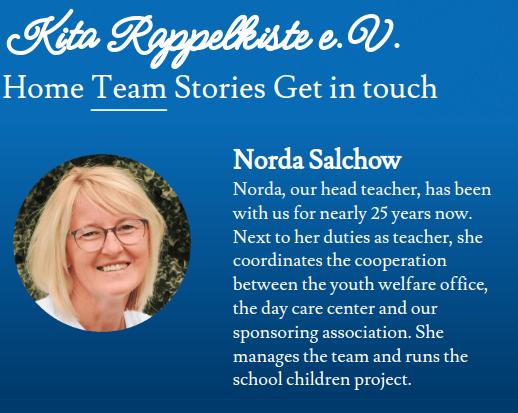 Kita Rappelkiste e.V.
Home Team Stories Get in touch
Norda Salchow
Norda, our head teacher, has been
with us for nearly 25 years now.
Next to her duties as teacher, she
coordinates the cooperation
between the youth welfare office,
the day care center and our
sponsoring association. She
manages the team and runs the
school children project.